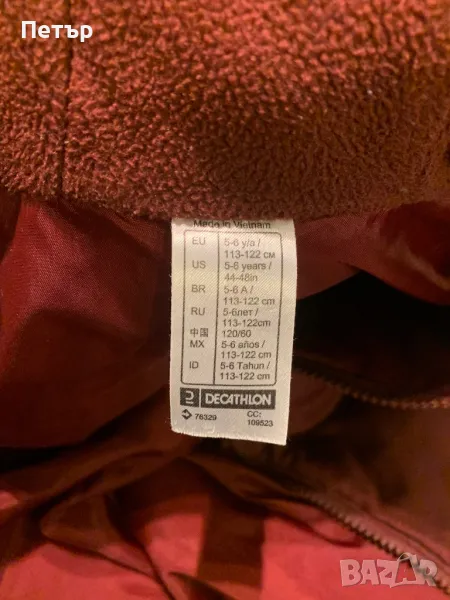 Петър
Made in Vietnam
EU 5-6 y/a /
113-122 см
US 5-6 years /
44-48in
BR 5-6 A /
113-122 cm
RU 5-6лет /
113-122cm
中国 120/60
MX 5-6 años /
113-122 cm
ID 5-6 Tahun /
113-122 cm
DECATHLON
76329
CC:
109523
BAZAR